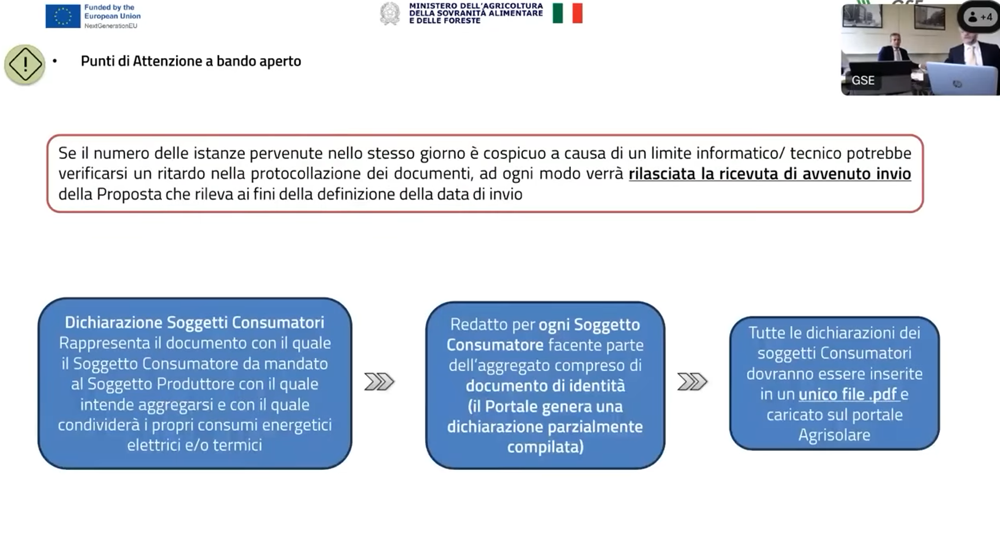 Funded by the
European Union
NextGenerationEU
MINISTERO DELL'AGRICOLTURA
DELLA SOVRANITÀ ALIMENTARE
E DELLE FORESTE
GSE
+4
GSE
• Punti di Attenzione a bando aperto
Se il numero delle istanze pervenute nello stesso giorno è cospicuo a causa di un limite informatico/ tecnico potrebbe
verificarsi un ritardo nella protocollazione dei documenti, ad ogni modo verrà rilasciata la ricevuta di avvenuto invio
della Proposta che rileva ai fini della definizione della data di invio
Dichiarazione Soggetti Consumatori
Rappresenta il documento con il quale
il Soggetto Consumatore da mandato
al Soggetto Produttore con il quale
intende aggregarsi e con il quale
condividerà i propri consumi energetici
elettrici e/o termici
Redatto per ogni Soggetto
Consumatore facente parte
dell'aggregato compreso di
documento di identità
(il Portale genera una
dichiarazione parzialmente
compilata)
Tutte le dichiarazioni dei
soggetti Consumatori
dovranno essere inserite
in un unico file .pdf e
caricato sul portale
Agrisolare